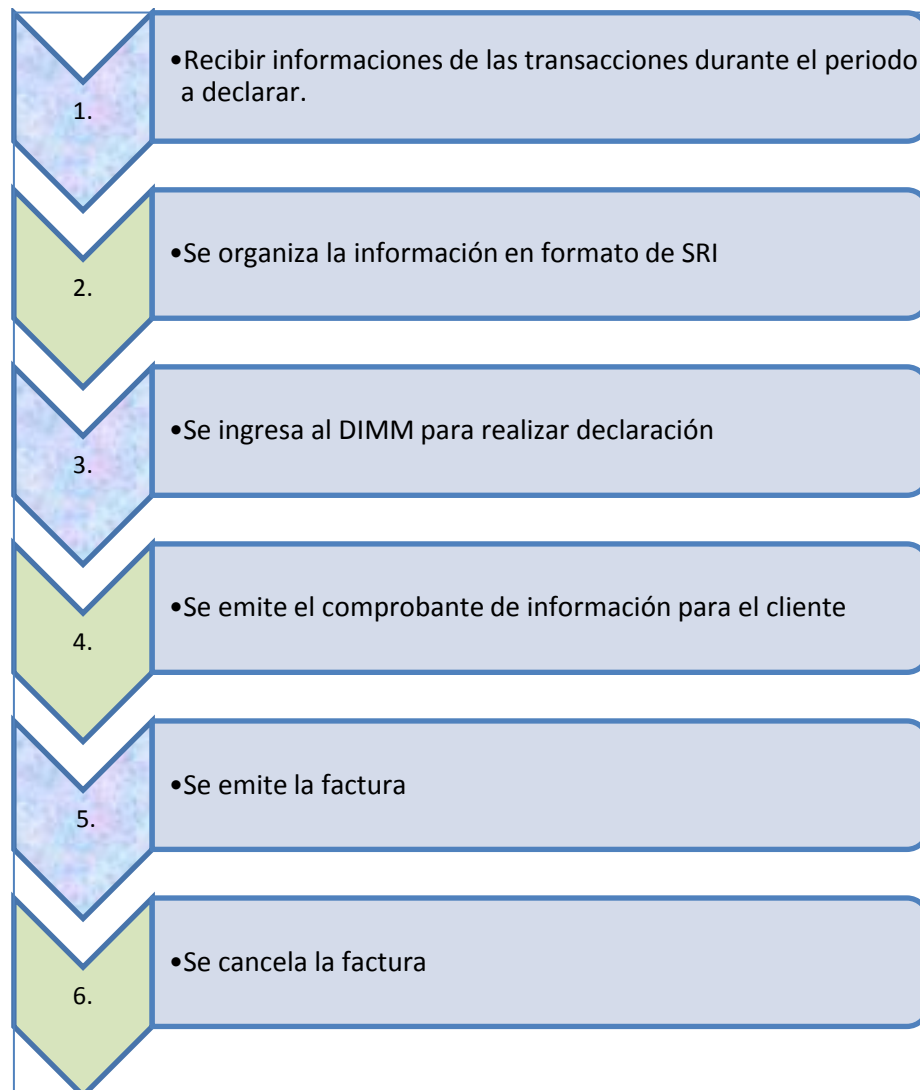 1.
•Recibir informaciones de las transacciones durante el periodo
a declarar.
2.
•Se organiza la información en formato de SRI
3.
•Se ingresa al DIMM para realizar declaración
4.
•Se emite el comprobante de información para el cliente
5.
•Se emite la factura
6.
•Se cancela la factura